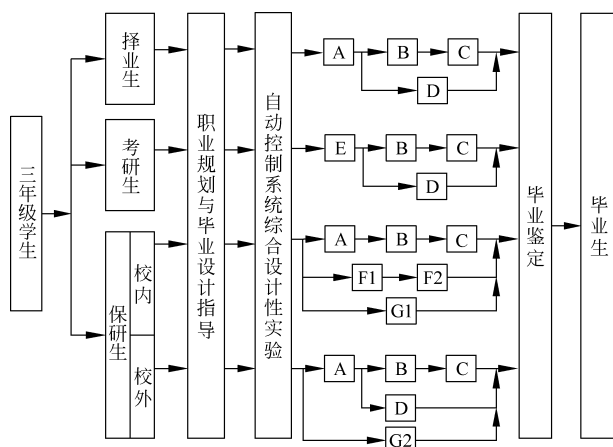 三年级学生
择业生
考研生
保研生
校内
校外
职业规划与毕业设计指导
自动控制系统综合设计性实验
A B C
D
E B C
D
A B C
F1 F2
G1
A B C
D
G2
毕业鉴定
毕业生